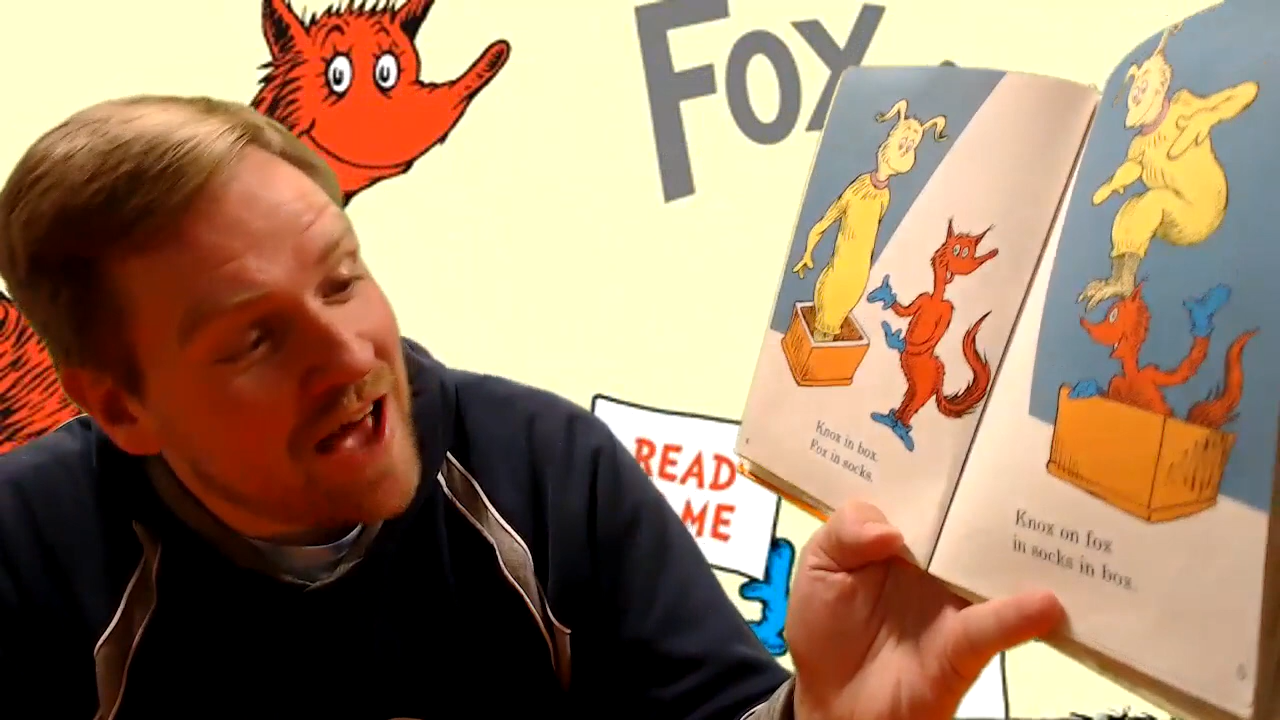 FOX
READ
ME
Knox in box.
Fox in socks.
Knox on fox
in socks in box.